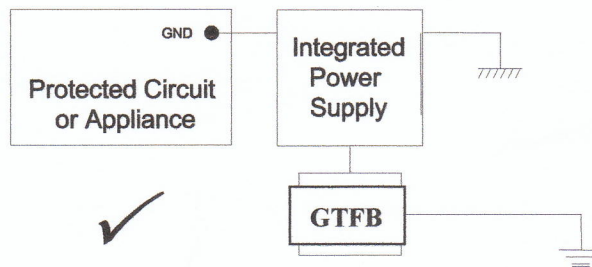 GND
Protected Circuit
or Appliance
Integrated
Power
Supply
GTFB